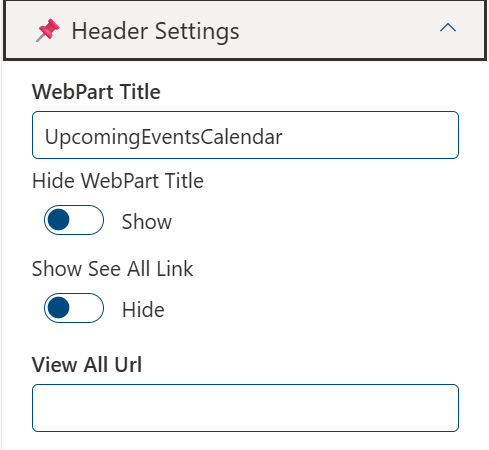 Header Settings
WebPart Title
UpcomingEventsCalendar
Hide WebPart Title
Show
Show See All Link
Hide
View All Url